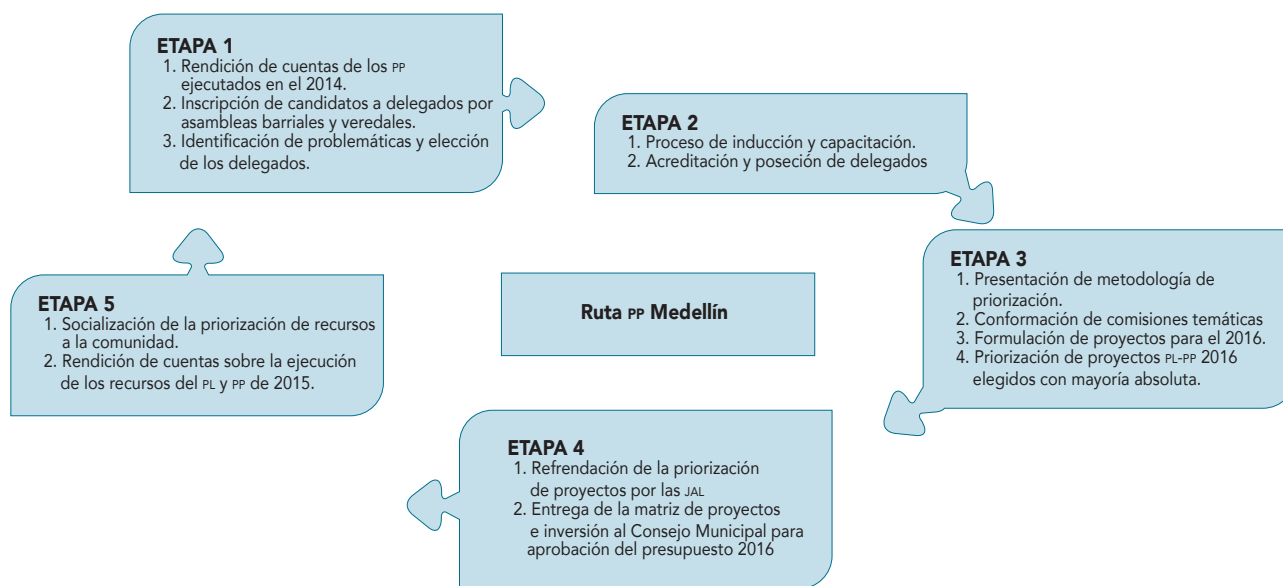 ETAPA 1
1. Rendición de cuentas de los PP
ejecutados en el 2014.
2. Inscripción de candidatos a delegados por
asambleas barriales y veredales.
3. Identificación de problemáticas y elección
de los delegados.
ETAPA 2
1. Proceso de inducción y capacitación.
2. Acreditación y poseción de delegados
ETAPA 3
1. Presentación de metodología de
priorización.
2. Conformación de comisiones temáticas
3. Formulación de proyectos para el 2016.
4. Priorización de proyectos PL-PP 2016
elegidos con mayoría absoluta.
ETAPA 4
1. Refrendación de la priorización
de proyectos por las JAL
2. Entrega de la matriz de proyectos
e inversión al Consejo Municipal para
aprobación del presupuesto 2016
ETAPA 5
1. Socialización de la priorización de recursos
a la comunidad.
2. Rendición de cuentas sobre la ejecución
de los recursos del PL y PP de 2015.
Ruta PP Medellín